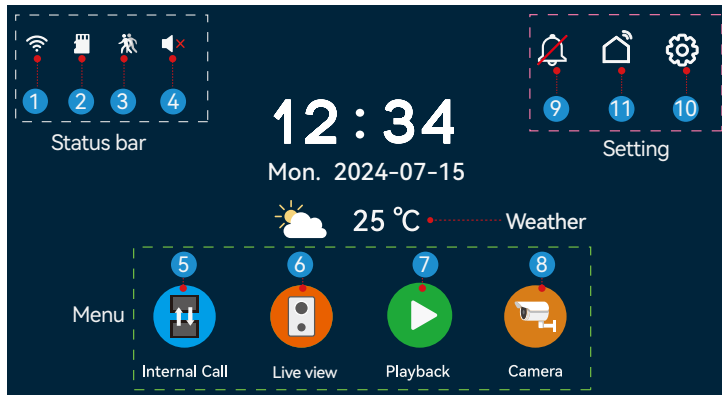 1 2 3 4
Status bar
9 11 10
Setting
12:34
Mon. 2024-07-15
25 ℃
Weather
5 6 7 8
Menu
Internal Call Live view Playback Camera